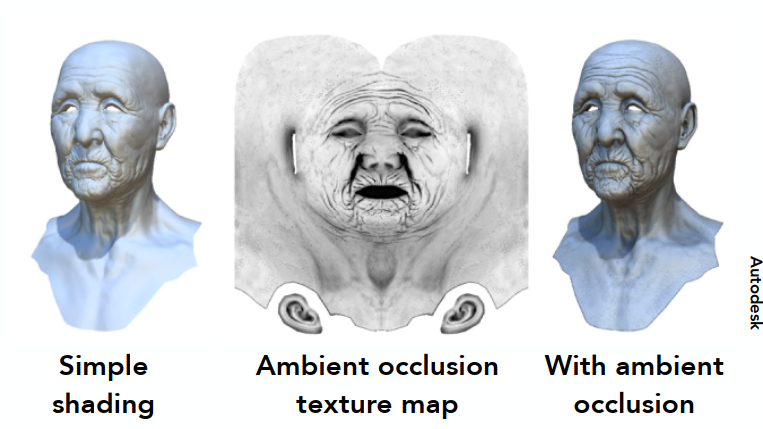 Simple
shading
Ambient occlusion
texture map
With ambient
occlusion
Autodesk